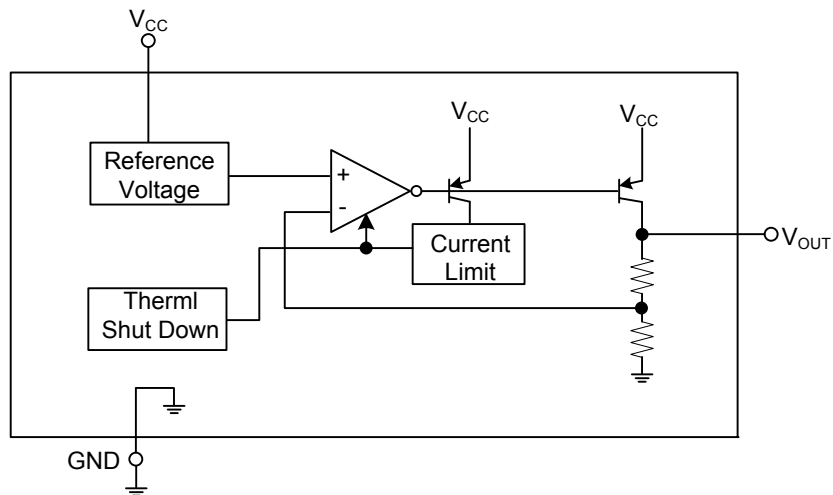 VCC
VCC
VCC
Reference
Voltage
+
-
Current
Limit
VOUT
Therml
Shut Down
GND